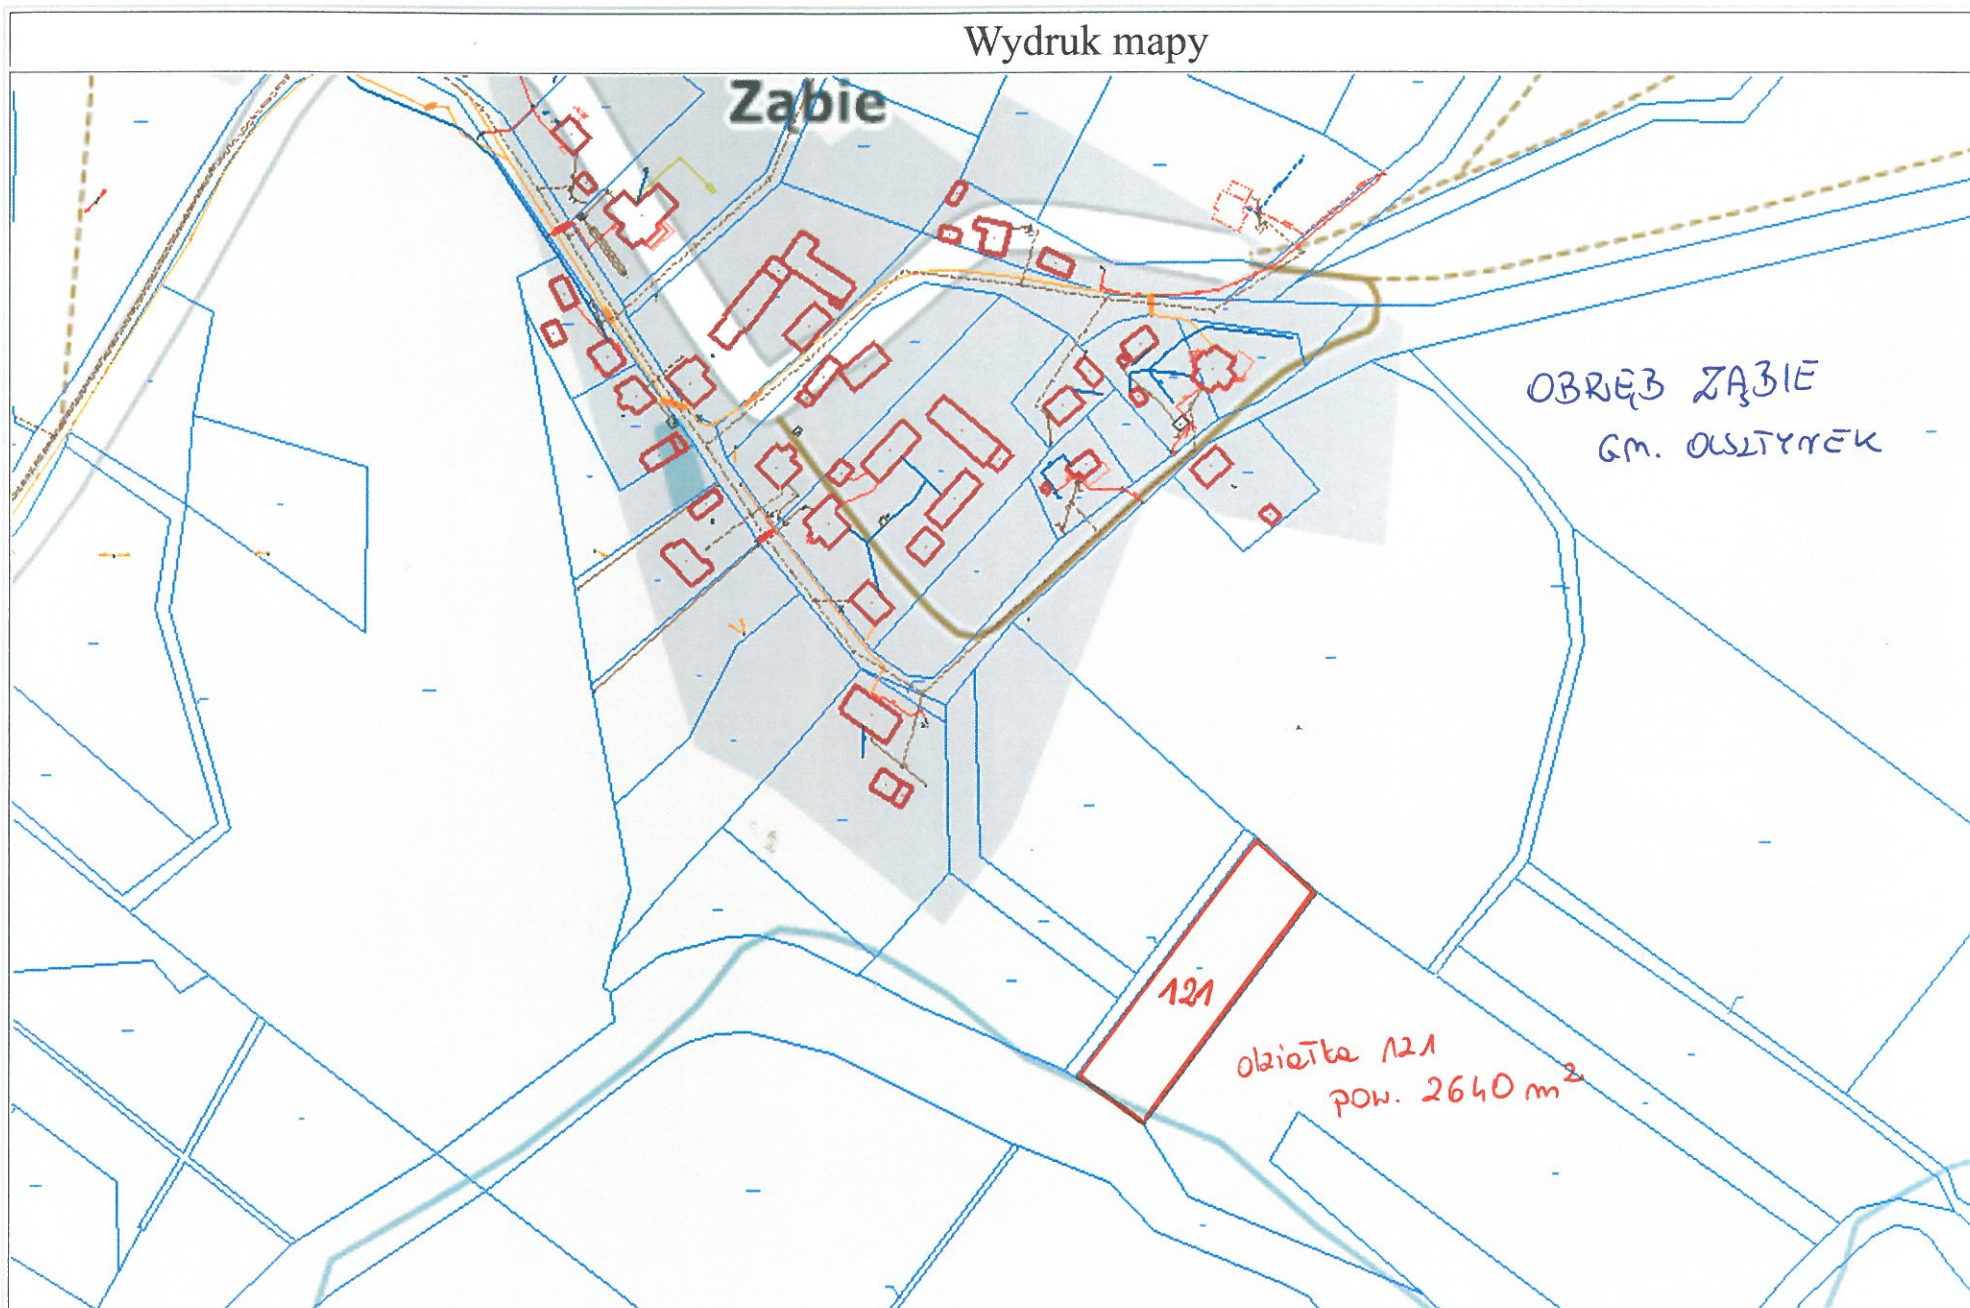 Wydruk mapy
Ząbie
OBRĘB ZĄBIE
GM. OLSZTYNEK
121
działka 121
pow. 2640 m²